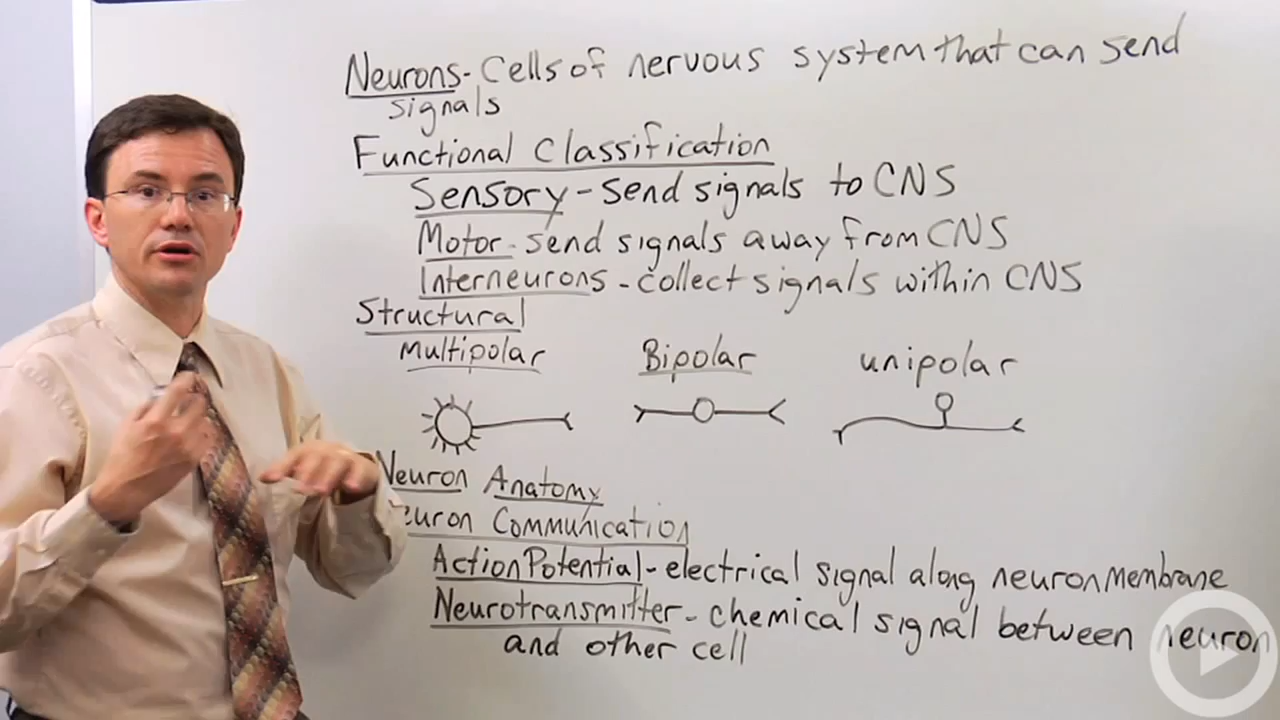 Neurons- Cells of nervous system that can send
signals
Functional Classification
Sensory - send signals to CNS
Motor - send signals away from CNS
Interneurons - collect signals within CNS
Structural
Multipolar Bipolar unipolar
Neuron Anatomy
euron Communication
Action Potential - electrical signal along neuron Membrane
Neurotransmitter - chemical signal between neuron
and other cell